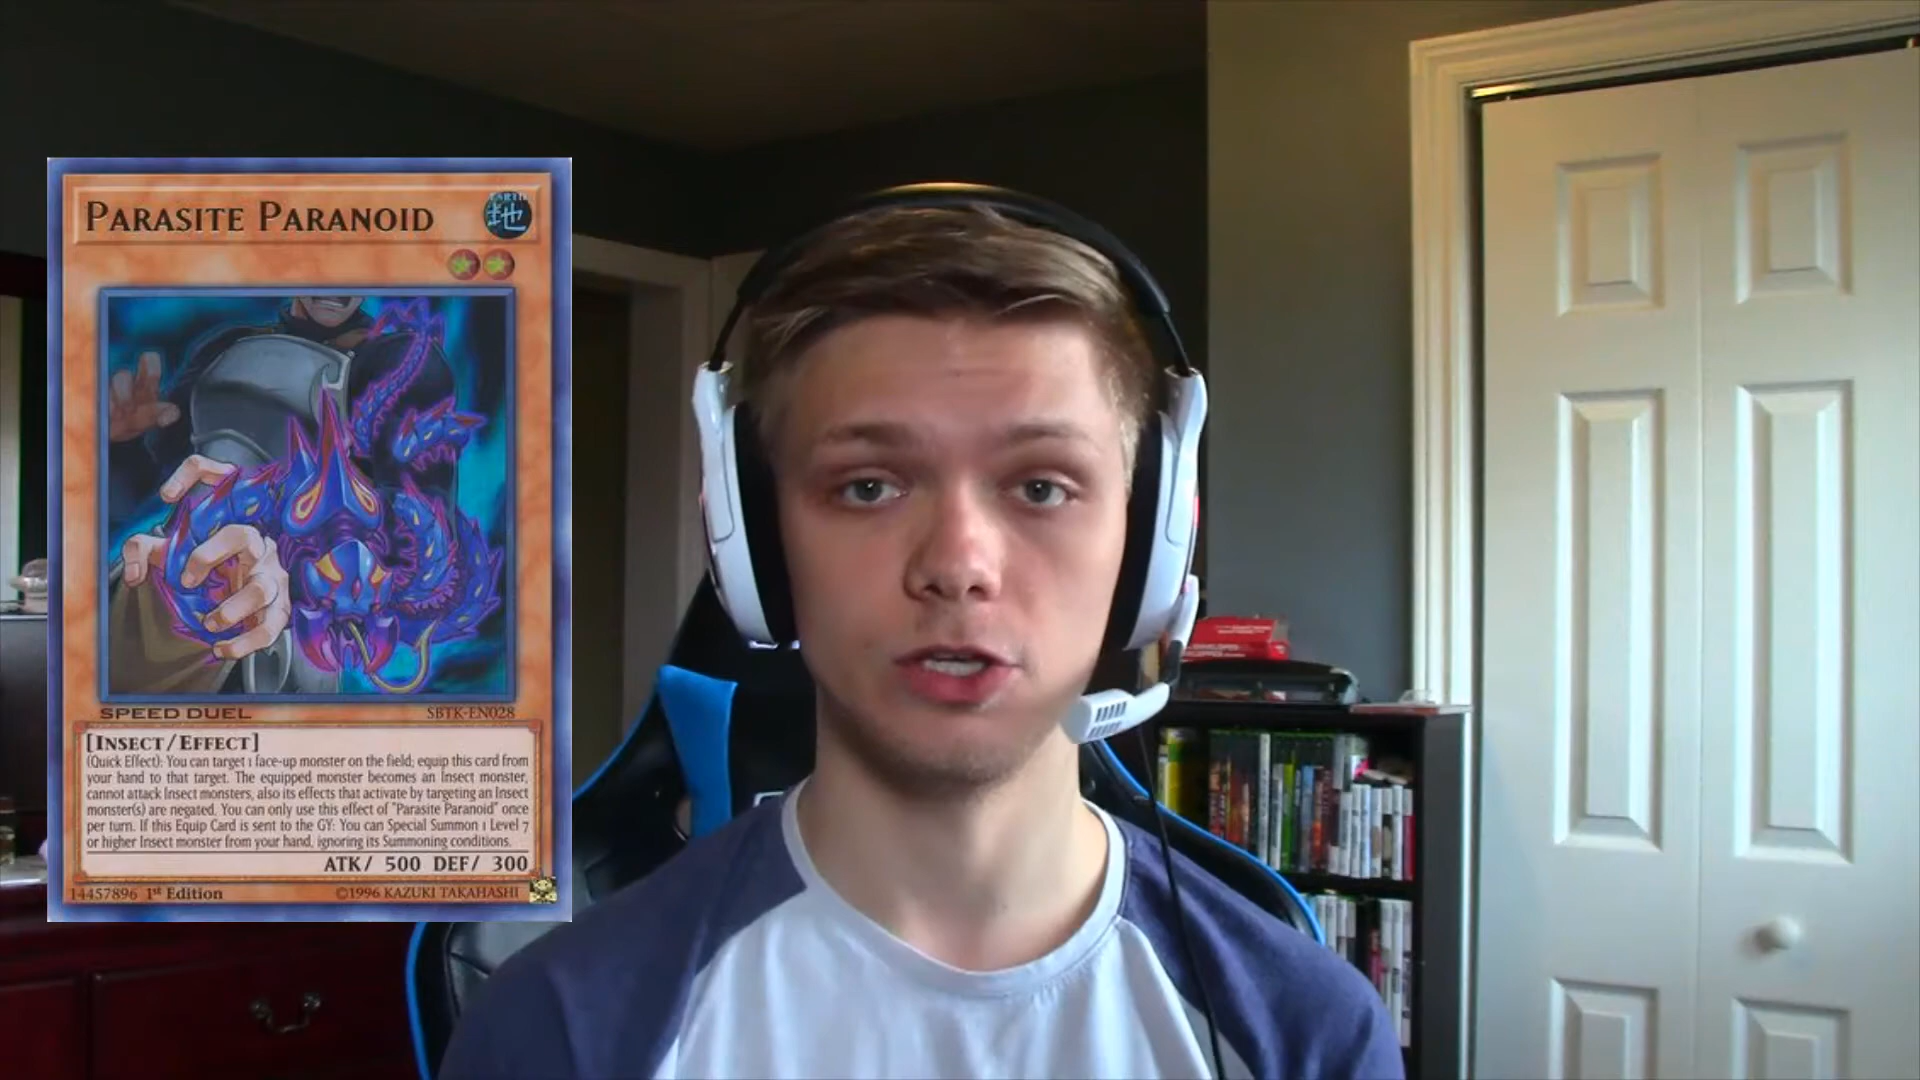 PARASITE PARANOID
EARTH
地
SPEED DUEL SBTK-EN028
[INSECT/EFFECT]
(Quick Effect): You can target 1 face-up monster on the field; equip this card from
your hand to that target. The equipped monster becomes an Insect monster,
cannot attack Insect monsters, also its effects that activate by targeting an Insect
monster(s) are negated. You can only use this effect of "Parasite Paranoid" once
per turn. If this Equip Card is sent to the GY: You can Special Summon 1 Level 7
or higher Insect monster from your hand, ignoring its Summoning conditions.
ATK/ 500 DEF/ 300
14457896 1st Edition ©1996 KAZUKI TAKAHASHI